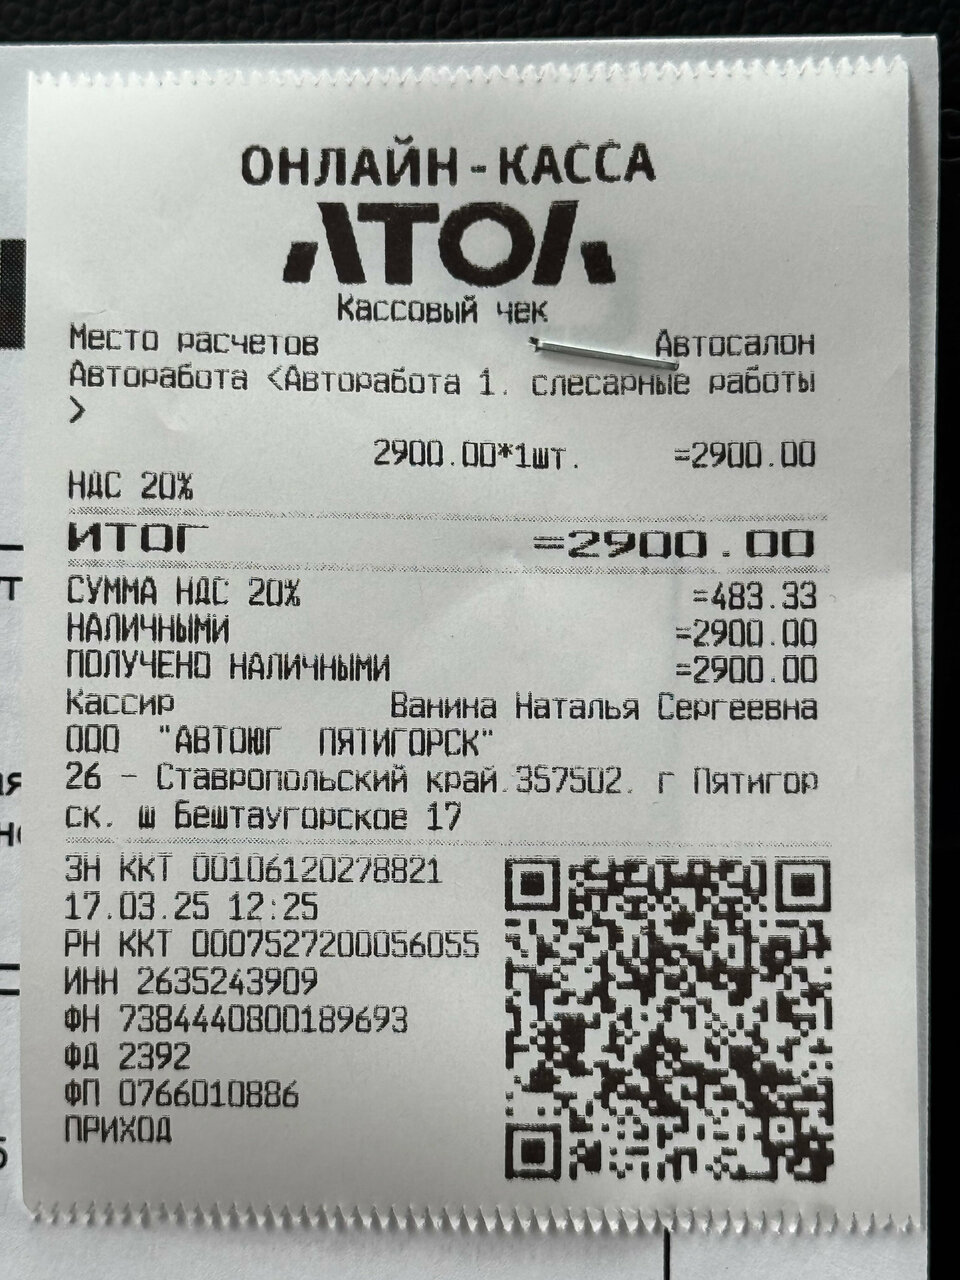 ОНЛАЙН-КАССА
АТОЛ
Кассовый чек
Место расчетов Автосалон
Авторабота <Авторабота 1. слесарные работы
>
2900.00*1шт. =2900.00
НДС 20%
ИТОГ =2900.00
СУММА НДС 20% =483.33
НАЛИЧНЫМИ =2900.00
ПОЛУЧЕНО НАЛИЧНЫМИ =2900.00
Кассир Ванина Наталья Сергеевна
ООО "АВТОЮГ ПЯТИГОРСК"
26 - Ставропольский край.357502. г Пятигор
ск. ш Бештаугорское 17
ЗН ККТ 00106120278821
17.03.25 12:25
РН ККТ 0007527200056055
ИНН 2635243909
ФН 7384440800189693
ФД 2392
ФП 0766010886
ПРИХОД